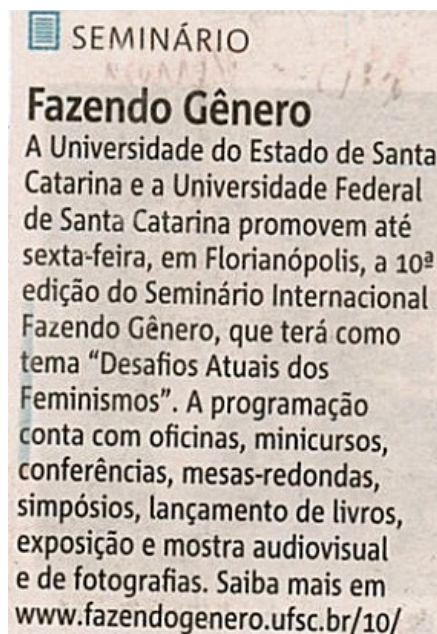 SEMINÁRIO
Fazendo Gênero
A Universidade do Estado de Santa
Catarina e a Universidade Federal
de Santa Catarina promovem até
sexta-feira, em Florianópolis, a 10ª
edição do Seminário Internacional
Fazendo Gênero, que terá como
tema “Desafios Atuais dos
Feminismos”. A programação
conta com oficinas, minicursos,
conferências, mesas-redondas,
simpósios, lançamento de livros,
exposição e mostra audiovisual
e de fotografias. Saiba mais em
www.fazendogenero.ufsc.br/10/